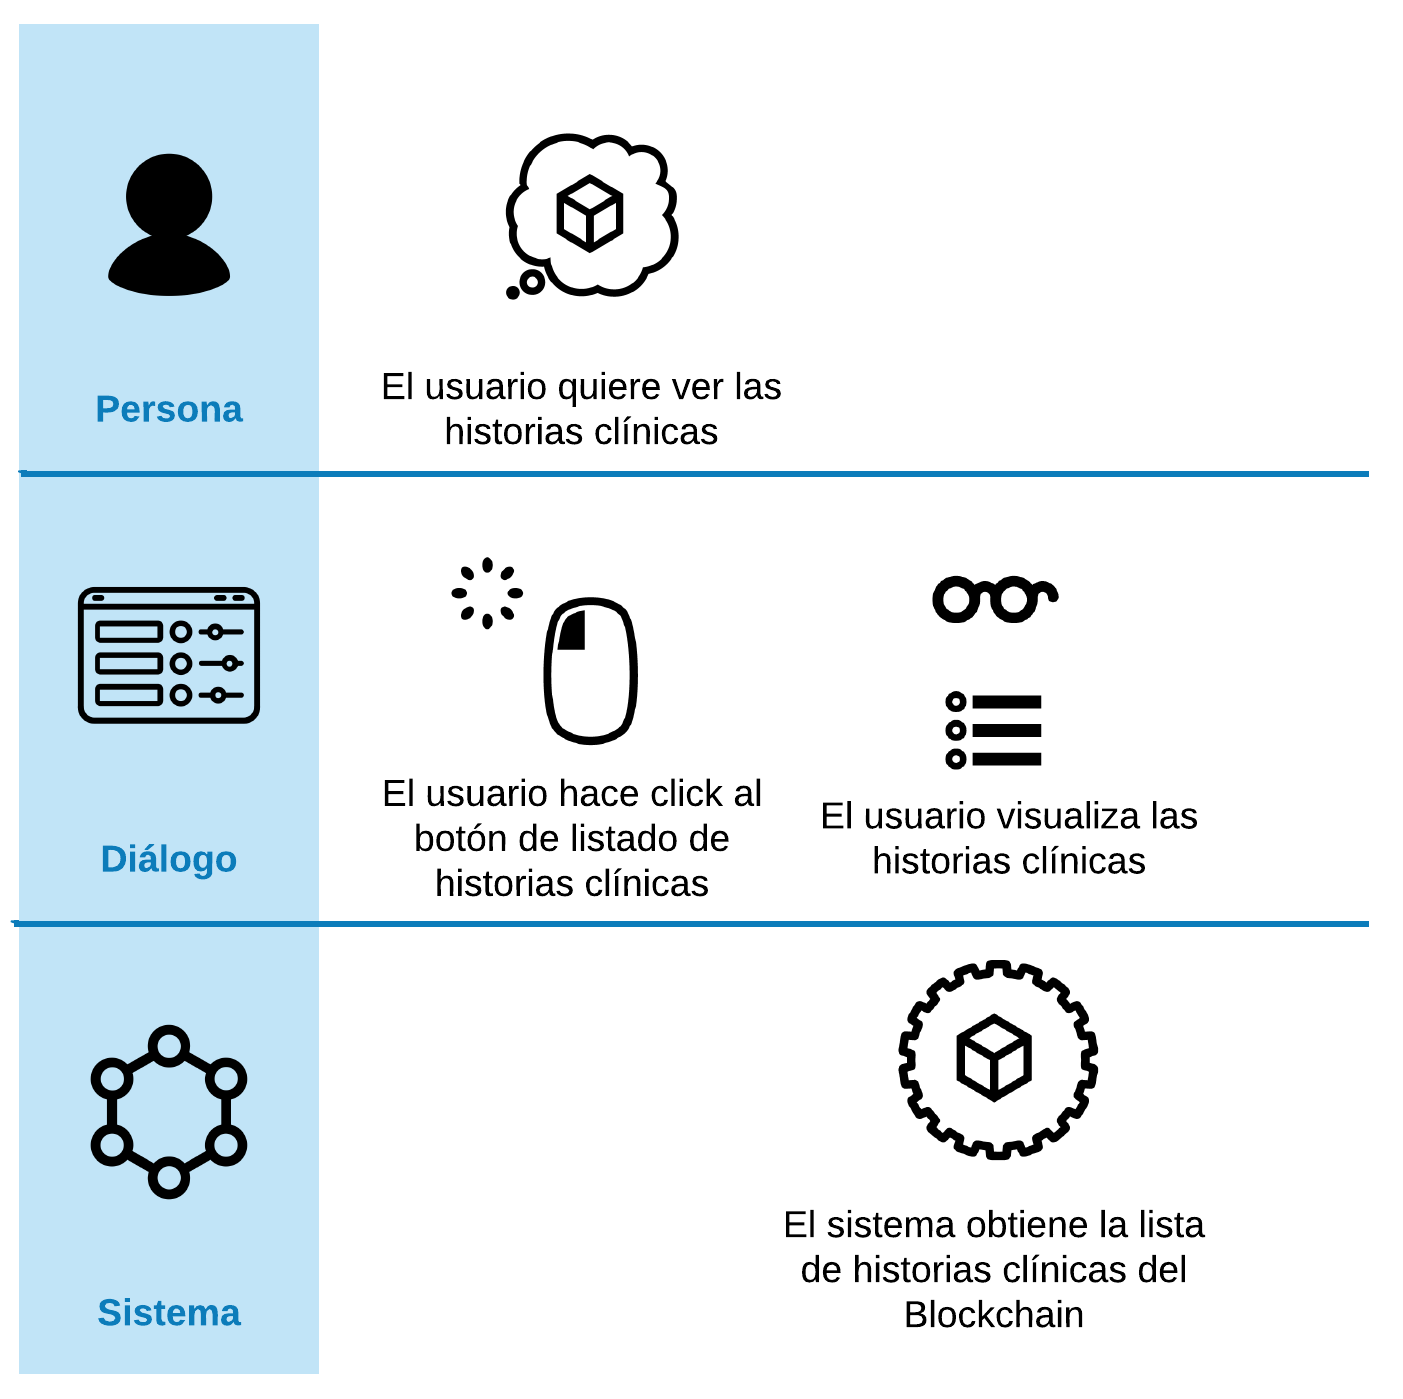 Persona
El usuario quiere ver las
historias clínicas
Diálogo
El usuario hace click al
botón de listado de
historias clínicas
El usuario visualiza las
historias clínicas
Sistema
El sistema obtiene la lista
de historias clínicas del
Blockchain